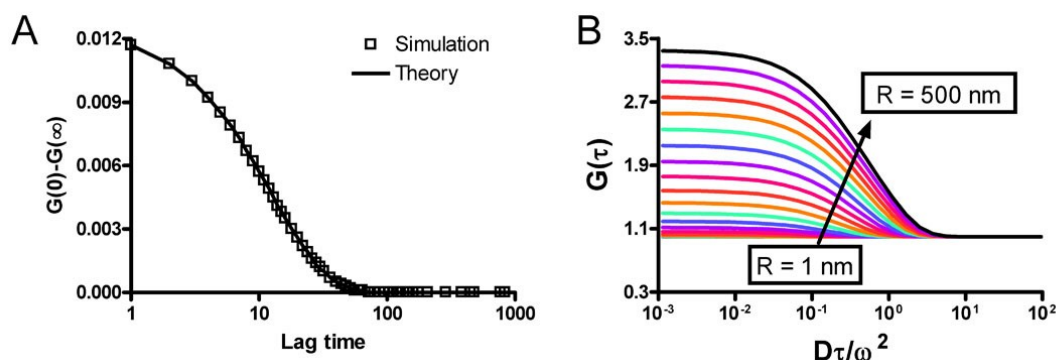 A
0.012
0.009
0.006
0.003
0.000
G(0)-G(∞)
1
10
100
1000
Lag time
Simulation
Theory
B
3.5
2.7
1.9
1.1
0.3
G(τ)
R = 500 nm
R = 1 nm
10⁻³
10⁻²
10⁻¹
10⁰
10¹
10²
Dτ/ω²